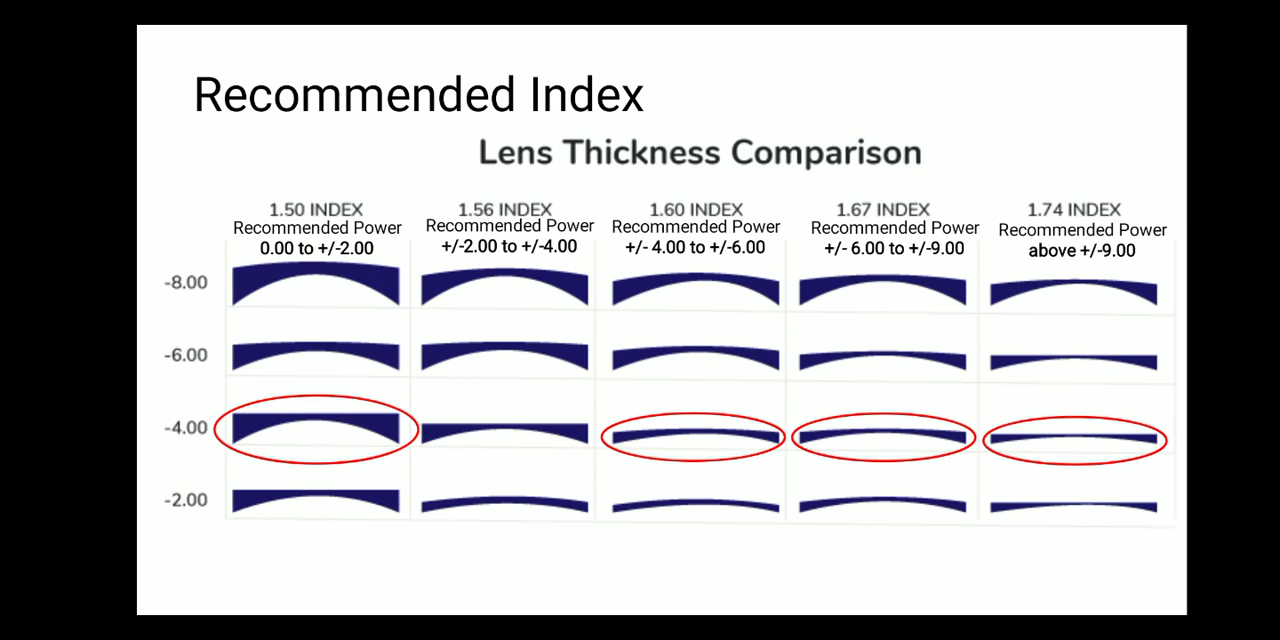 Recommended Index
Lens Thickness Comparison
1.50 INDEX
Recommended Power
0.00 to +/-2.00
1.56 INDEX
Recommended Power
+/-2.00 to +/-4.00
1.60 INDEX
Recommended Power
+/- 4.00 to +/-6.00
1.67 INDEX
Recommended Power
+/- 6.00 to +/-9.00
1.74 INDEX
Recommended Power
above +/-9.00
-8.00
-6.00
-4.00
-2.00